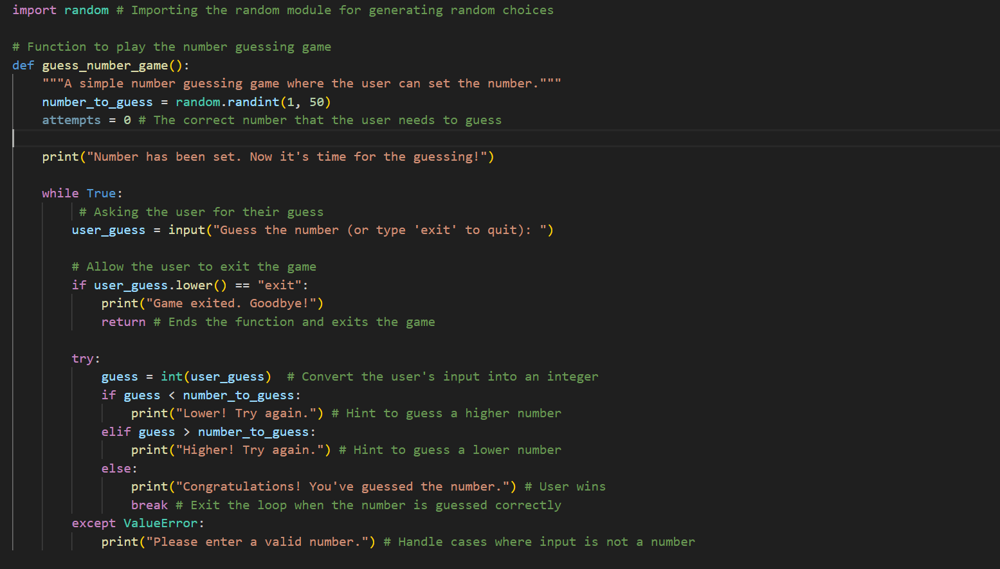 import random # Importing the random module for generating random choices
# Function to play the number guessing game
def guess_number_game():
    """A simple number guessing game where the user can set the number."""
    number_to_guess = random.randint(1, 50)
    attempts = 0 # The correct number that the user needs to guess
    print("Number has been set. Now it's time for the guessing!")
    while True:
         # Asking the user for their guess
        user_guess = input("Guess the number (or type 'exit' to quit): ")
        # Allow the user to exit the game
        if user_guess.lower() == "exit":
            print("Game exited. Goodbye!")
            return # Ends the function and exits the game
        try:
            guess = int(user_guess)  # Convert the user's input into an integer
            if guess < number_to_guess:
                print("Lower! Try again.") # Hint to guess a higher number
            elif guess > number_to_guess:
                print("Higher! Try again.") # Hint to guess a lower number
            else:
                print("Congratulations! You've guessed the number.") # User wins
                break # Exit the loop when the number is guessed correctly
        except ValueError:
            print("Please enter a valid number.") # Handle cases where input is not a number